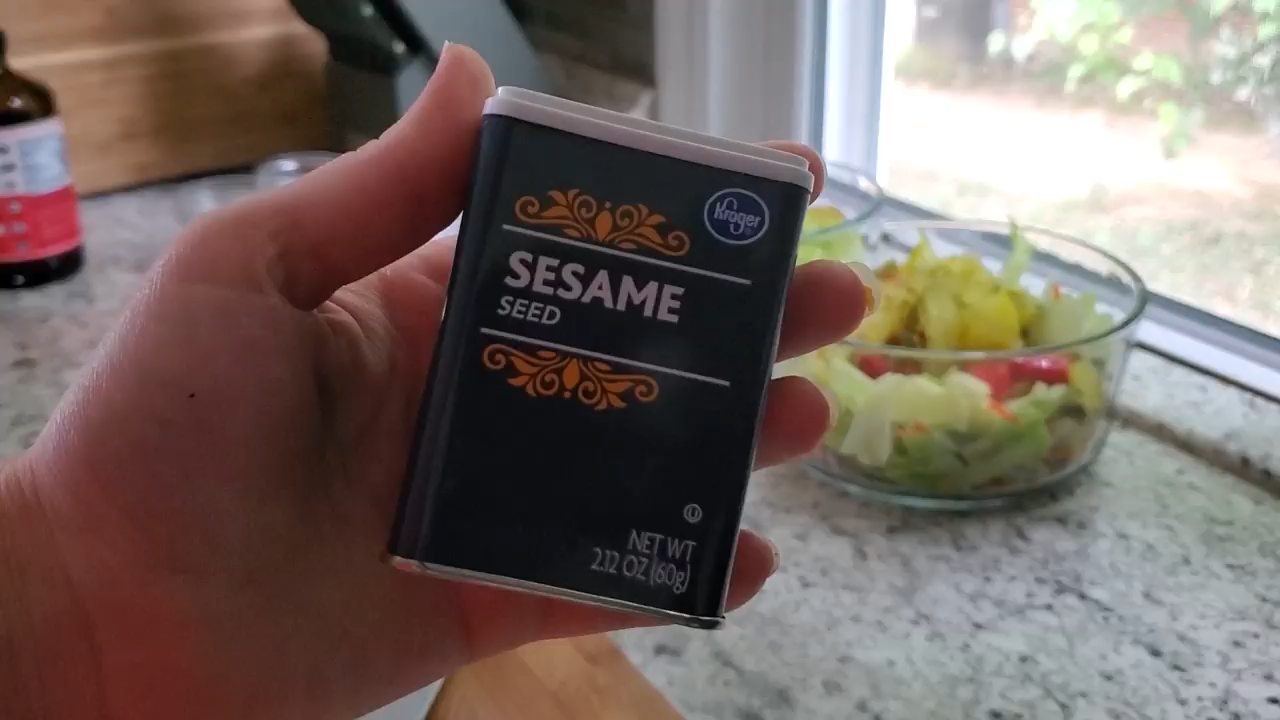 Kroger
SESAME
SEED
U
NET WT
2.12 OZ (60g)